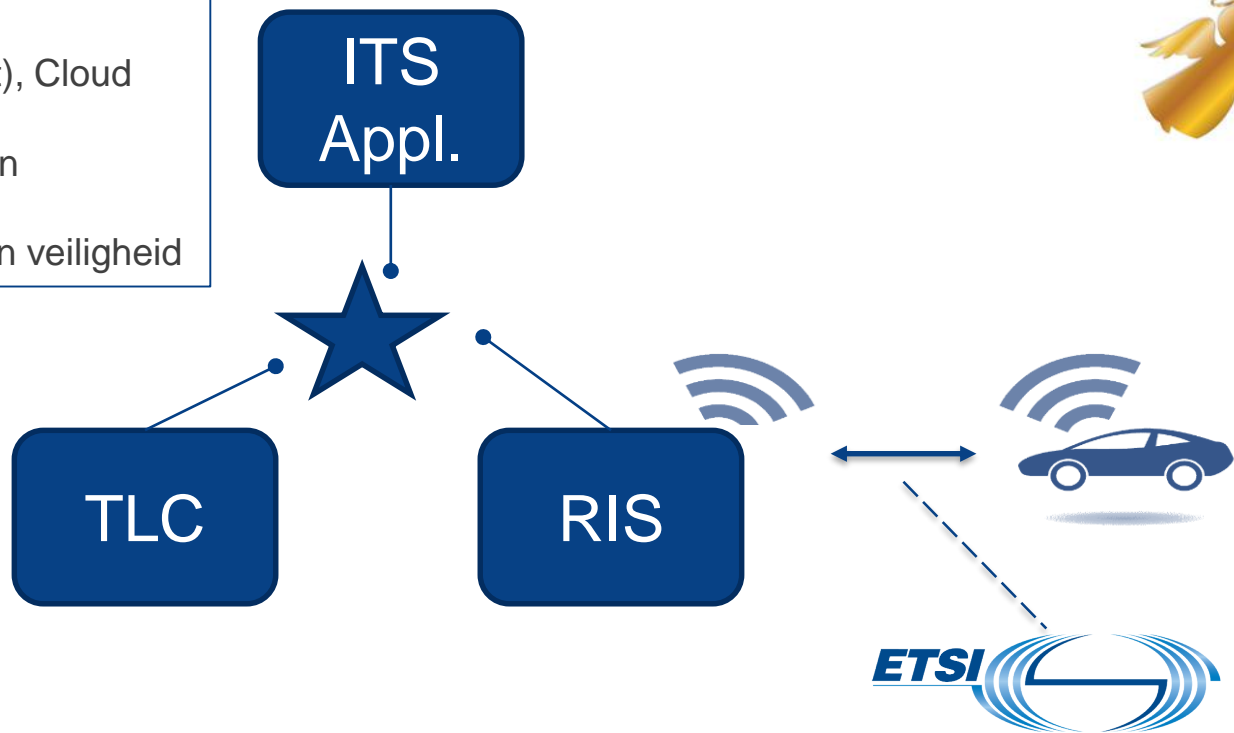 ), Cloud
n
n veiligheid
ITS
Appl.
TLC
RIS
ETSI